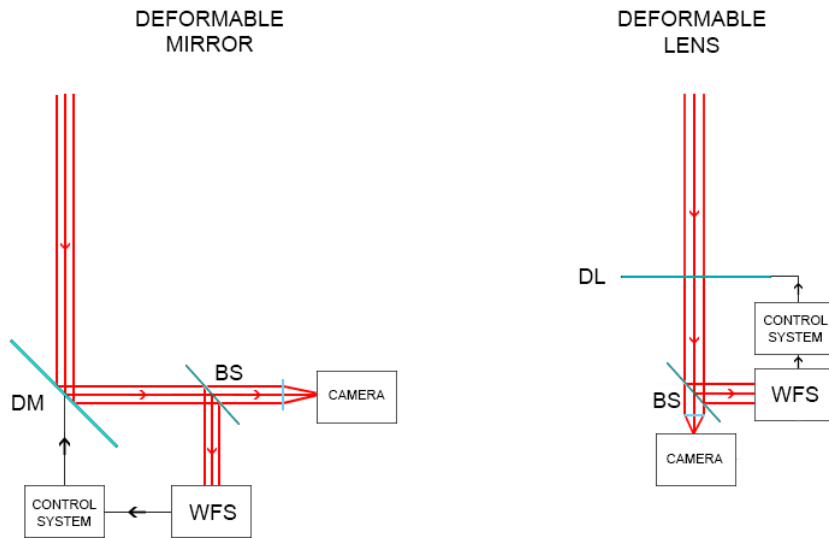 DEFORMABLE
MIRROR
DM
BS
CAMERA
CONTROL
SYSTEM
WFS
DEFORMABLE
LENS
DL
CONTROL
SYSTEM
BS
WFS
CAMERA